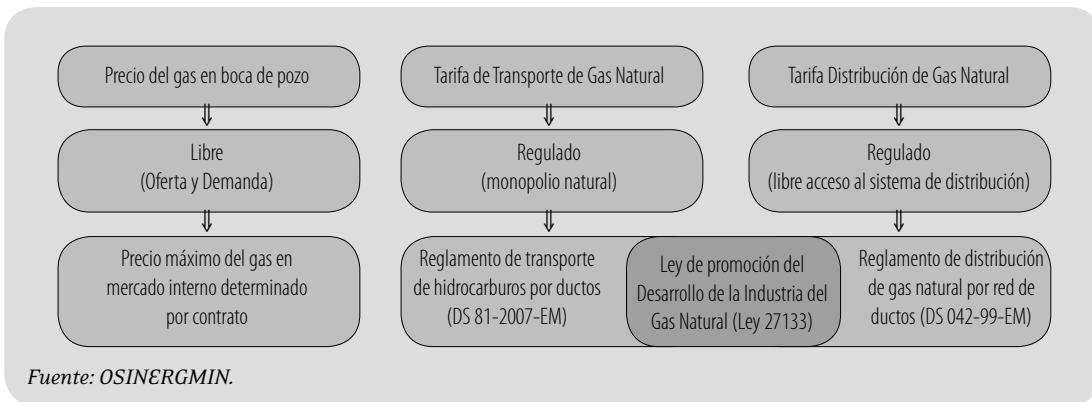 Precio del gas en boca de pozo
Tarifa de Transporte de Gas Natural
Tarifa Distribución de Gas Natural
Libre
(Oferta y Demanda)
Regulado
(monopolio natural)
Regulado
(libre acceso al sistema de distribución)
Precio máximo del gas en
mercado interno determinado
por contrato
Reglamento de transporte
de hidrocarburos por ductos
(DS 81-2007-EM)
Ley de promoción del
Desarrollo de la Industria del
Gas Natural (Ley 27133)
Reglamento de distribución
de gas natural por red de
ductos (DS 042-99-EM)
Fuente: OSINERGMIN.